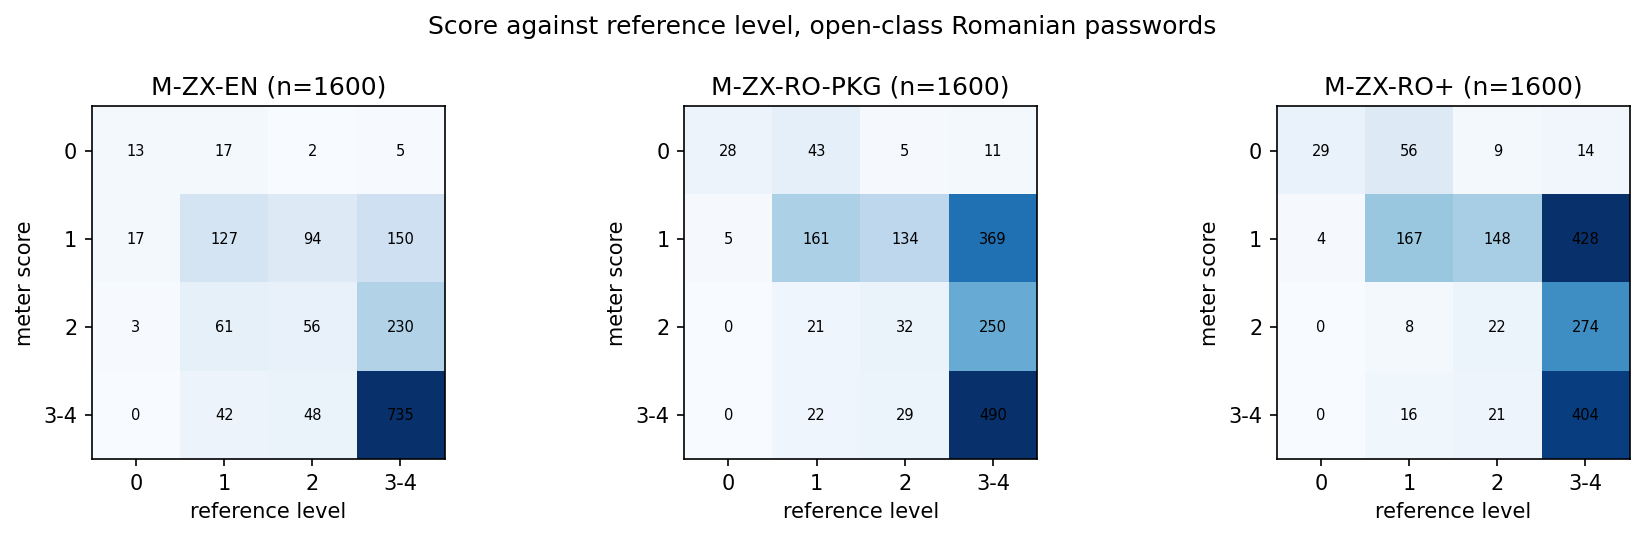 Score against reference level, open-class Romanian passwords
M-ZX-EN (n=1600)
meter score
0 13 17 2 5
1 17 127 94 150
2 3 61 56 230
3-4 0 42 48 735
0 1 2 3-4
reference level
M-ZX-RO-PKG (n=1600)
meter score
0 28 43 5 11
1 5 161 134 369
2 0 21 32 250
3-4 0 22 29 490
0 1 2 3-4
reference level
M-ZX-RO+ (n=1600)
meter score
0 29 56 9 14
1 4 167 148 428
2 0 8 22 274
3-4 0 16 21 404
0 1 2 3-4
reference level